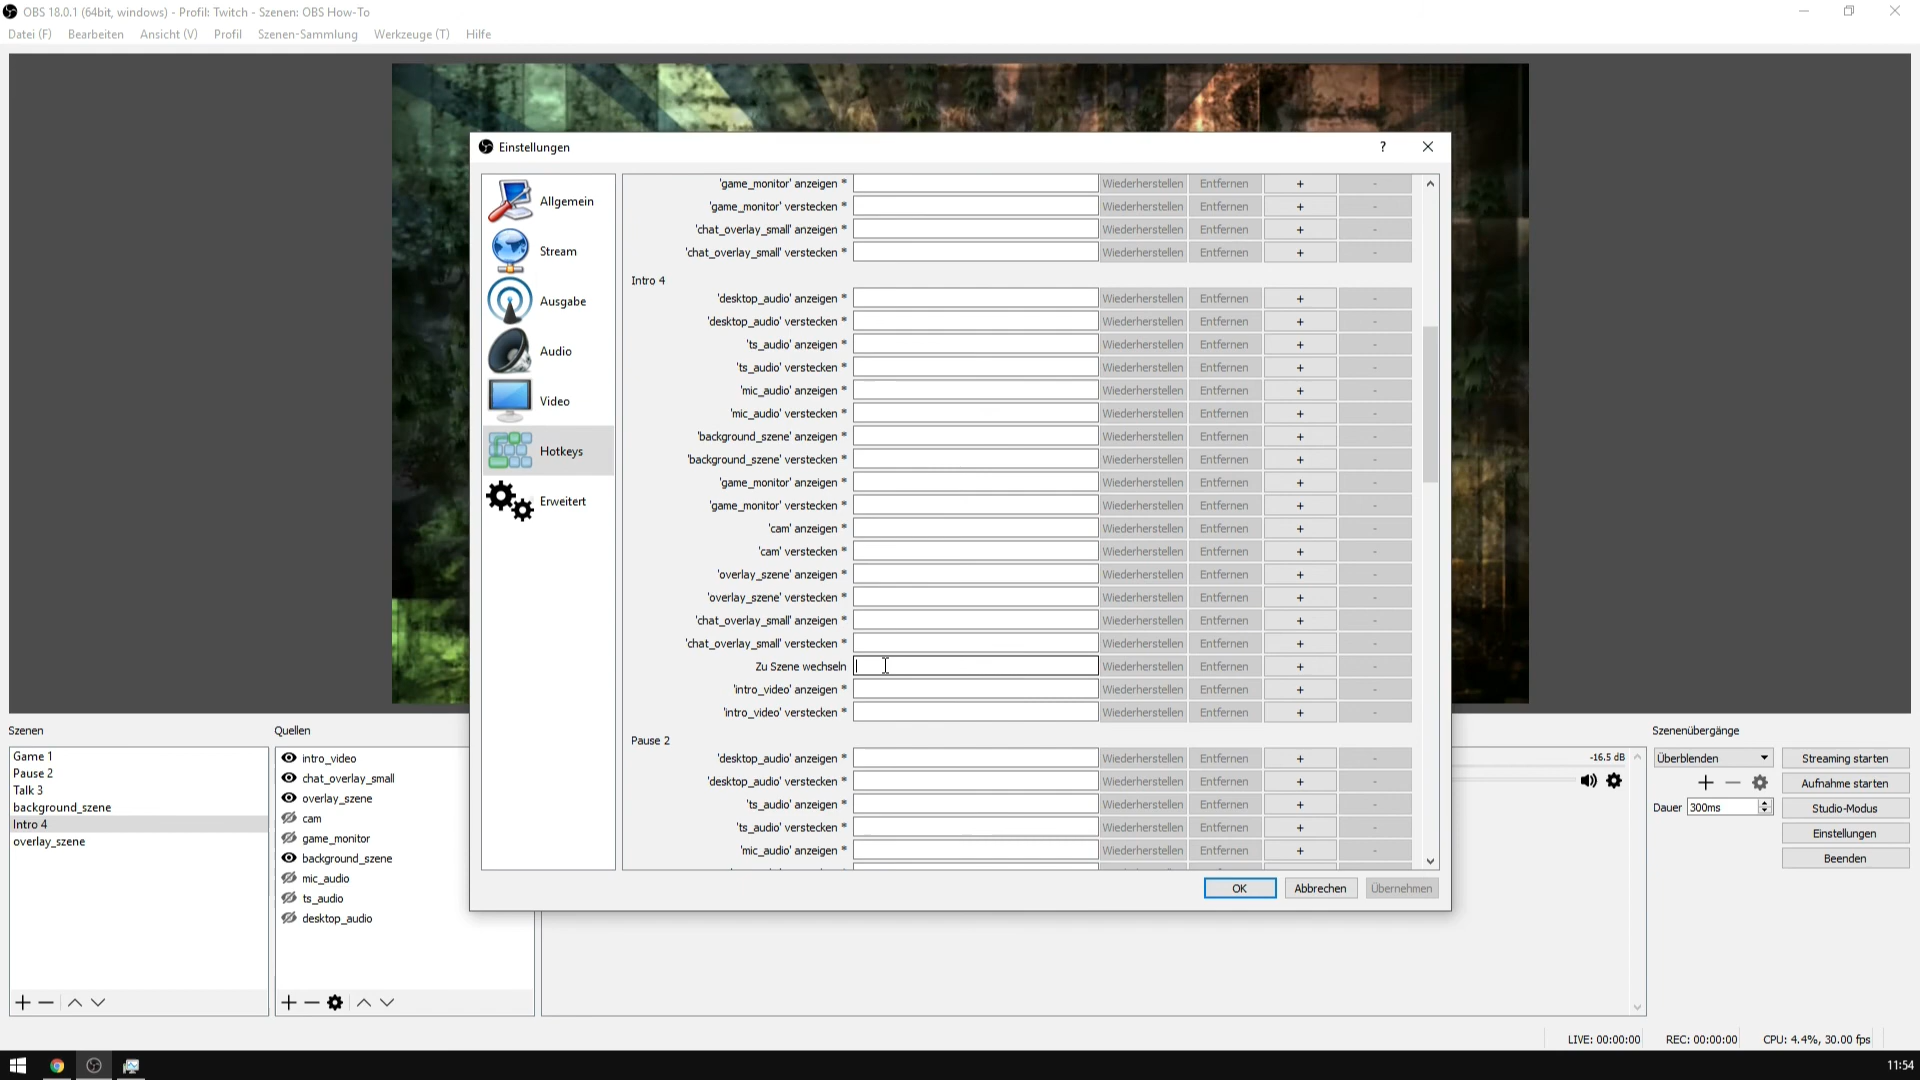 OBS 18.0.1 (64bit, windows) - Profil: Twitch - Szenen: OBS How-To
Datei (F) Bearbeiten Ansicht (V) Profil Szenen-Sammlung Werkzeuge (T) Hilfe
Einstellungen ?
Allgemein
Stream
Ausgabe
Audio
Video
Hotkeys
Erweitert
'game_monitor' anzeigen * Wiederherstellen Entfernen + -
'game_monitor' verstecken * Wiederherstellen Entfernen + -
'chat_overlay_small' anzeigen * Wiederherstellen Entfernen + -
'chat_overlay_small' verstecken * Wiederherstellen Entfernen + -
Intro 4
'desktop_audio' anzeigen * Wiederherstellen Entfernen + -
'desktop_audio' verstecken * Wiederherstellen Entfernen + -
'ts_audio' anzeigen * Wiederherstellen Entfernen + -
'ts_audio' verstecken * Wiederherstellen Entfernen + -
'mic_audio' anzeigen * Wiederherstellen Entfernen + -
'mic_audio' verstecken * Wiederherstellen Entfernen + -
'background_szene' anzeigen * Wiederherstellen Entfernen + -
'background_szene' verstecken * Wiederherstellen Entfernen + -
'game_monitor' anzeigen * Wiederherstellen Entfernen + -
'game_monitor' verstecken * Wiederherstellen Entfernen + -
'cam' anzeigen * Wiederherstellen Entfernen + -
'cam' verstecken * Wiederherstellen Entfernen + -
'overlay_szene' anzeigen * Wiederherstellen Entfernen + -
'overlay_szene' verstecken * Wiederherstellen Entfernen + -
'chat_overlay_small' anzeigen * Wiederherstellen Entfernen + -
'chat_overlay_small' verstecken * Wiederherstellen Entfernen + -
Zu Szene wechseln Wiederherstellen Entfernen + -
'intro_video' anzeigen * Wiederherstellen Entfernen + -
'intro_video' verstecken * Wiederherstellen Entfernen + -
Pause 2
'desktop_audio' anzeigen * Wiederherstellen Entfernen + -
'desktop_audio' verstecken * Wiederherstellen Entfernen + -
'ts_audio' anzeigen * Wiederherstellen Entfernen + -
'ts_audio' verstecken * Wiederherstellen Entfernen + -
'mic_audio' anzeigen * Wiederherstellen Entfernen + -
OK Abbrechen Übernehmen
Szenen
Game 1
Pause 2
Talk 3
background_szene
Intro 4
overlay_szene
Quellen
intro_video
chat_overlay_small
overlay_szene
cam
game_monitor
background_szene
mic_audio
ts_audio
desktop_audio
-16.5 dB
Szenenübergänge
Überblenden
Dauer 300ms
Streaming starten
Aufnahme starten
Studio-Modus
Einstellungen
Beenden
LIVE: 00:00:00 REC: 00:00:00 CPU: 4.4%, 30.00 fps
11:54